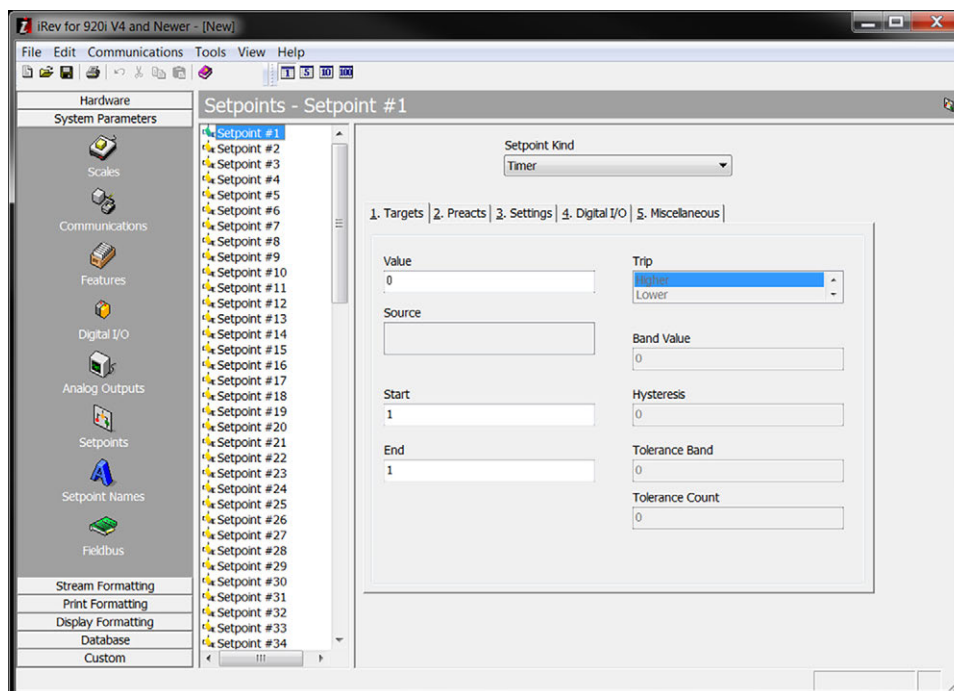 iRev for 920i V4 and Newer - [New]
File Edit Communications Tools View Help
1 5 10 100
Hardware
System Parameters
Scales
Communications
Features
Digital I/O
Analog Outputs
Setpoints
Setpoint Names
Fieldbus
Stream Formatting
Print Formatting
Display Formatting
Database
Custom
Setpoints - Setpoint #1
Setpoint #1
Setpoint #2
Setpoint #3
Setpoint #4
Setpoint #5
Setpoint #6
Setpoint #7
Setpoint #8
Setpoint #9
Setpoint #10
Setpoint #11
Setpoint #12
Setpoint #13
Setpoint #14
Setpoint #15
Setpoint #16
Setpoint #17
Setpoint #18
Setpoint #19
Setpoint #20
Setpoint #21
Setpoint #22
Setpoint #23
Setpoint #24
Setpoint #25
Setpoint #26
Setpoint #27
Setpoint #28
Setpoint #29
Setpoint #30
Setpoint #31
Setpoint #32
Setpoint #33
Setpoint #34
Setpoint Kind
Timer
1. Targets 2. Preacts 3. Settings 4. Digital I/O 5. Miscellaneous
Value
0
Source
Start
1
End
1
Trip
Higher
Lower
Band Value
0
Hysteresis
0
Tolerance Band
0
Tolerance Count
0